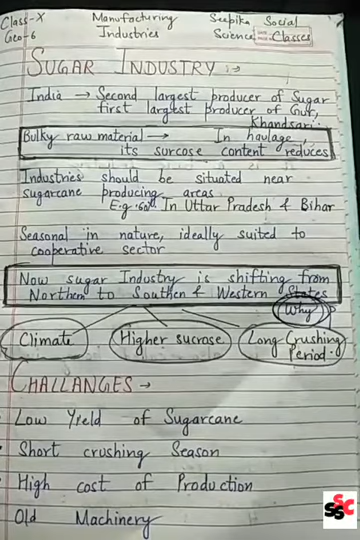 Class-X Manufacturing Seepika Social
Geo-6 Industries Science Classes
SUGAR INDUSTRY :→
India → Second largest producer of Sugar
first largest producer of Gur,
Khandsari
Bulky raw material → In haulage,
its surcose content reduces
Industries should be situated near
sugarcane producing areas
E.g. 60% In Uttar Pradesh & Bihar
Seasonal in nature, ideally suited to
cooperative sector
Now sugar Industry is shifting from
Northern to Southen & Western States
Why
Climate Higher sucrose Long Crushing
Period.
CHALLANGES →
Low Yield of Sugarcane
Short crushing Season
High cost of Production
Old Machinery
SSC